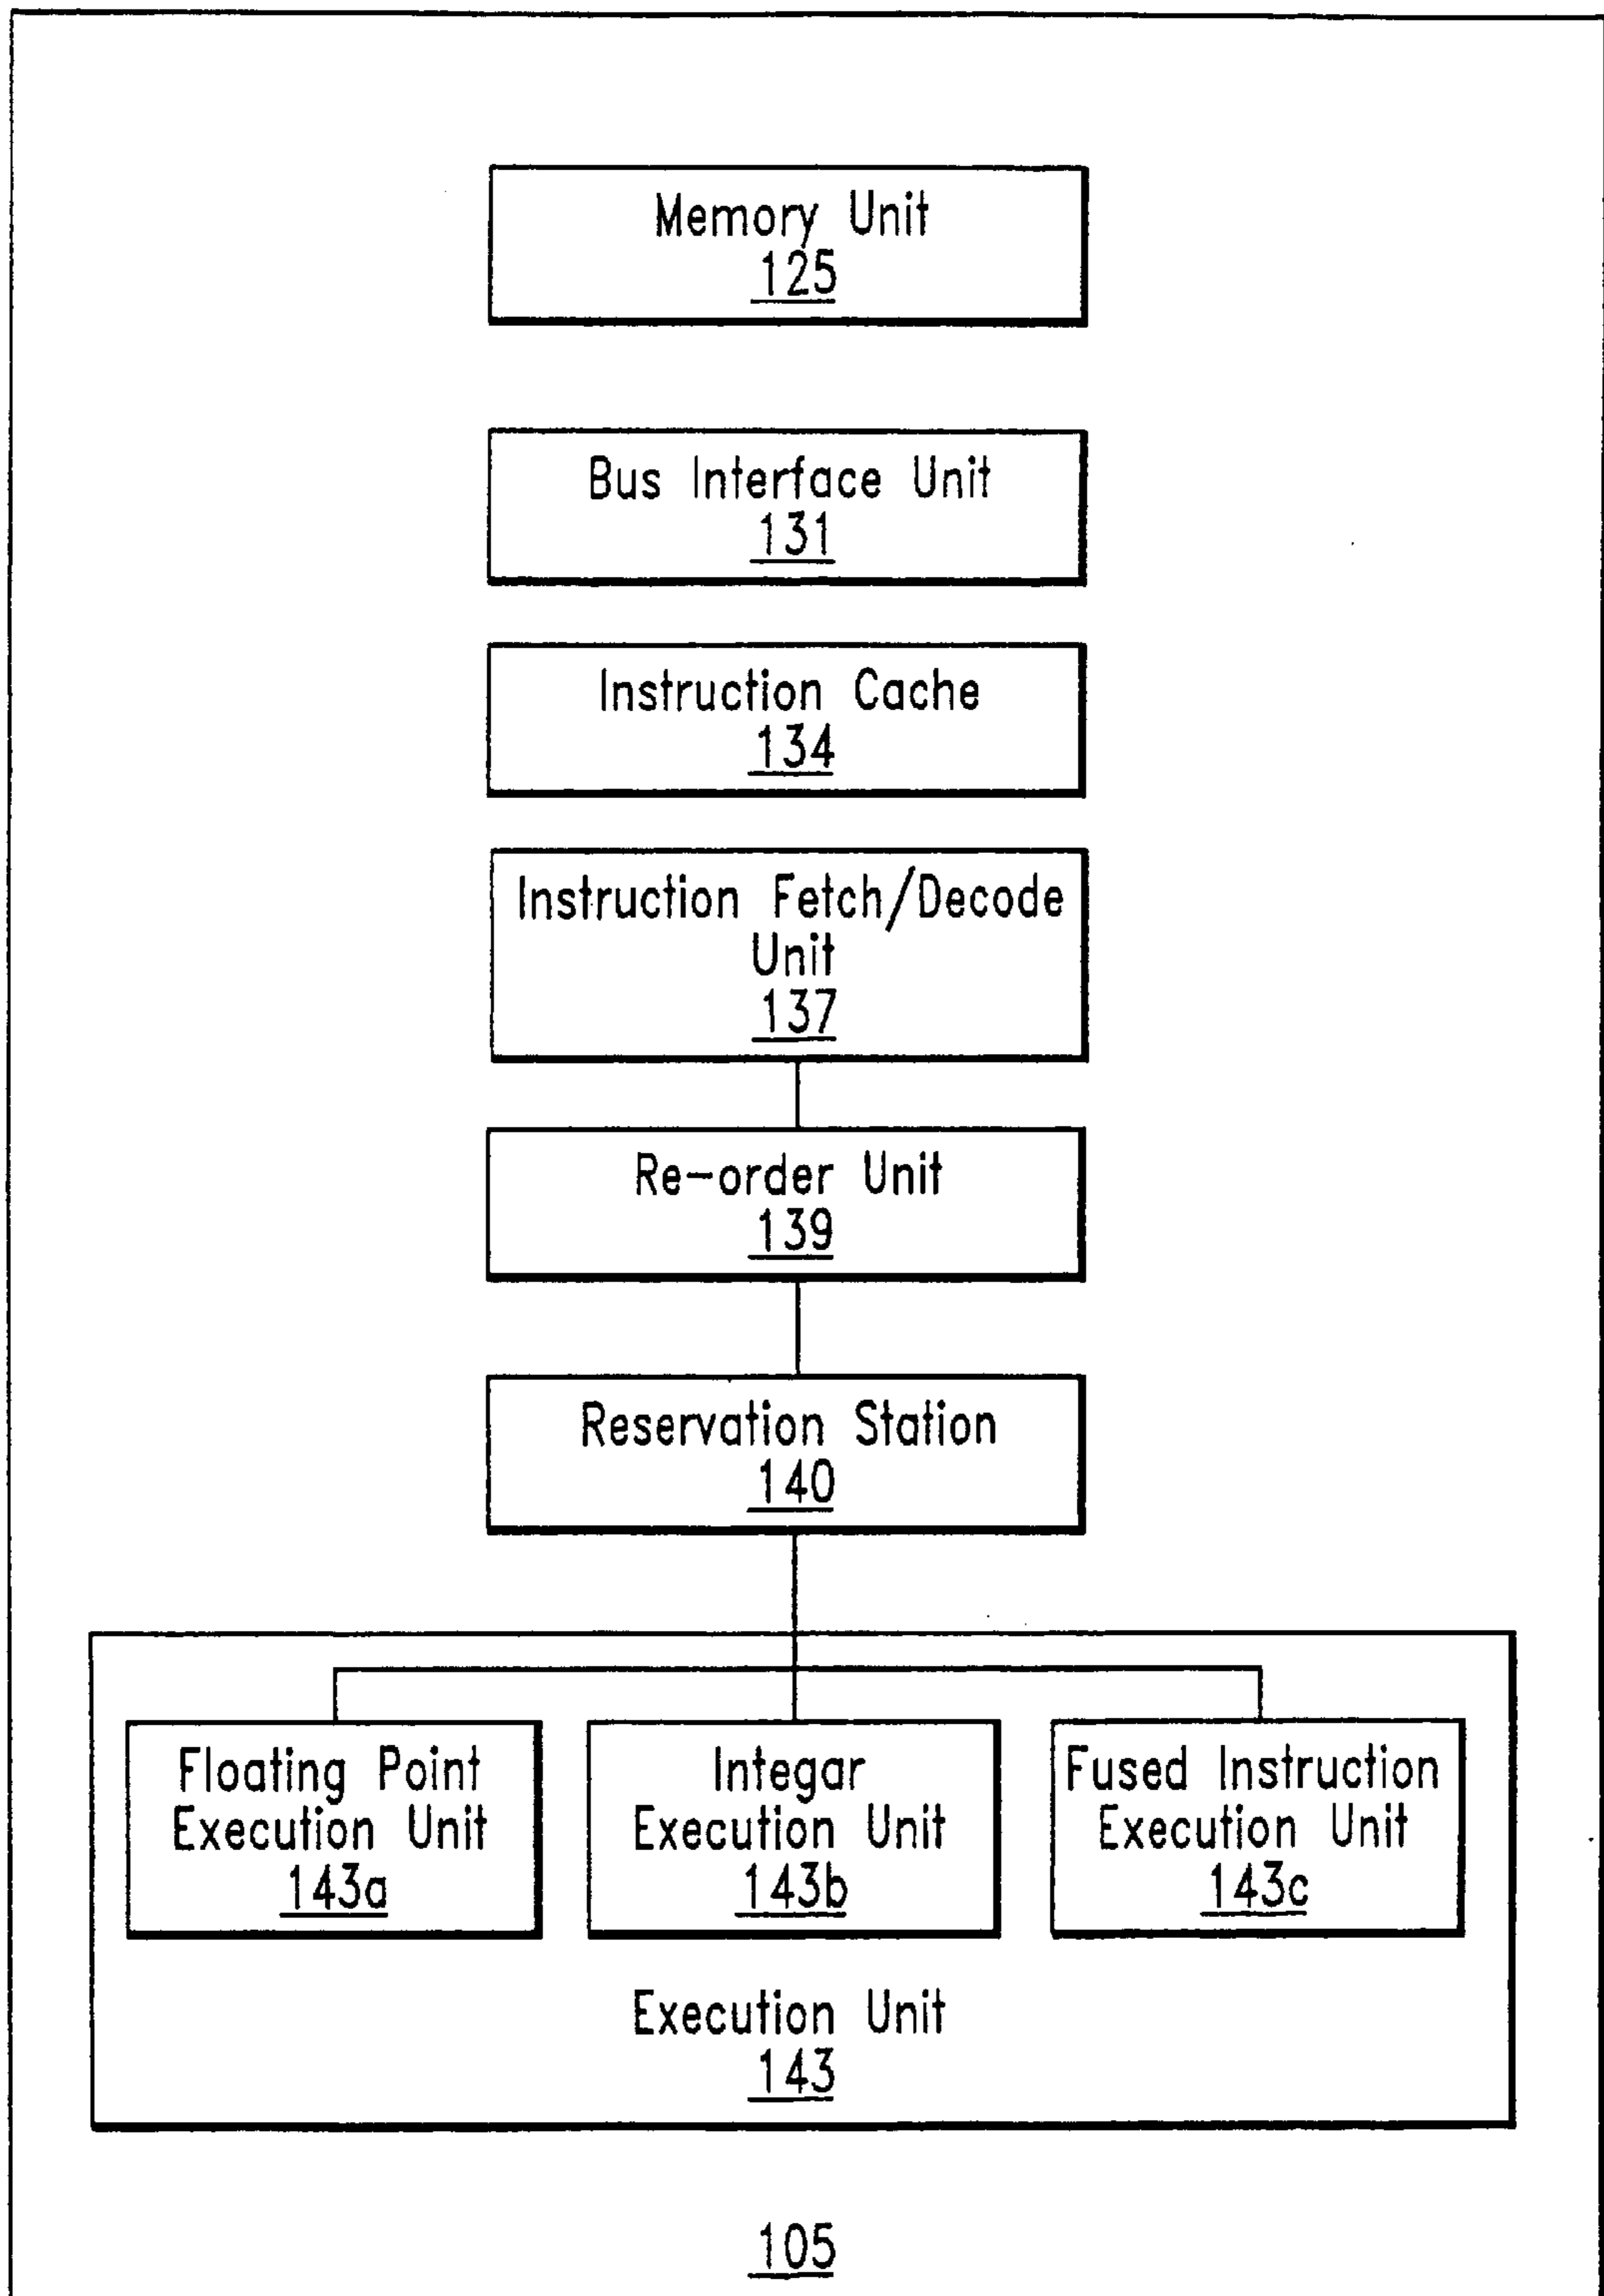 Memory Unit
125
Bus Interface Unit
131
Instruction Cache
134
Instruction Fetch/Decode
Unit
137
Re-order Unit
139
Reservation Station
140
Floating Point
Execution Unit
143a
Integar
Execution Unit
143b
Fused Instruction
Execution Unit
143c
Execution Unit
143
105